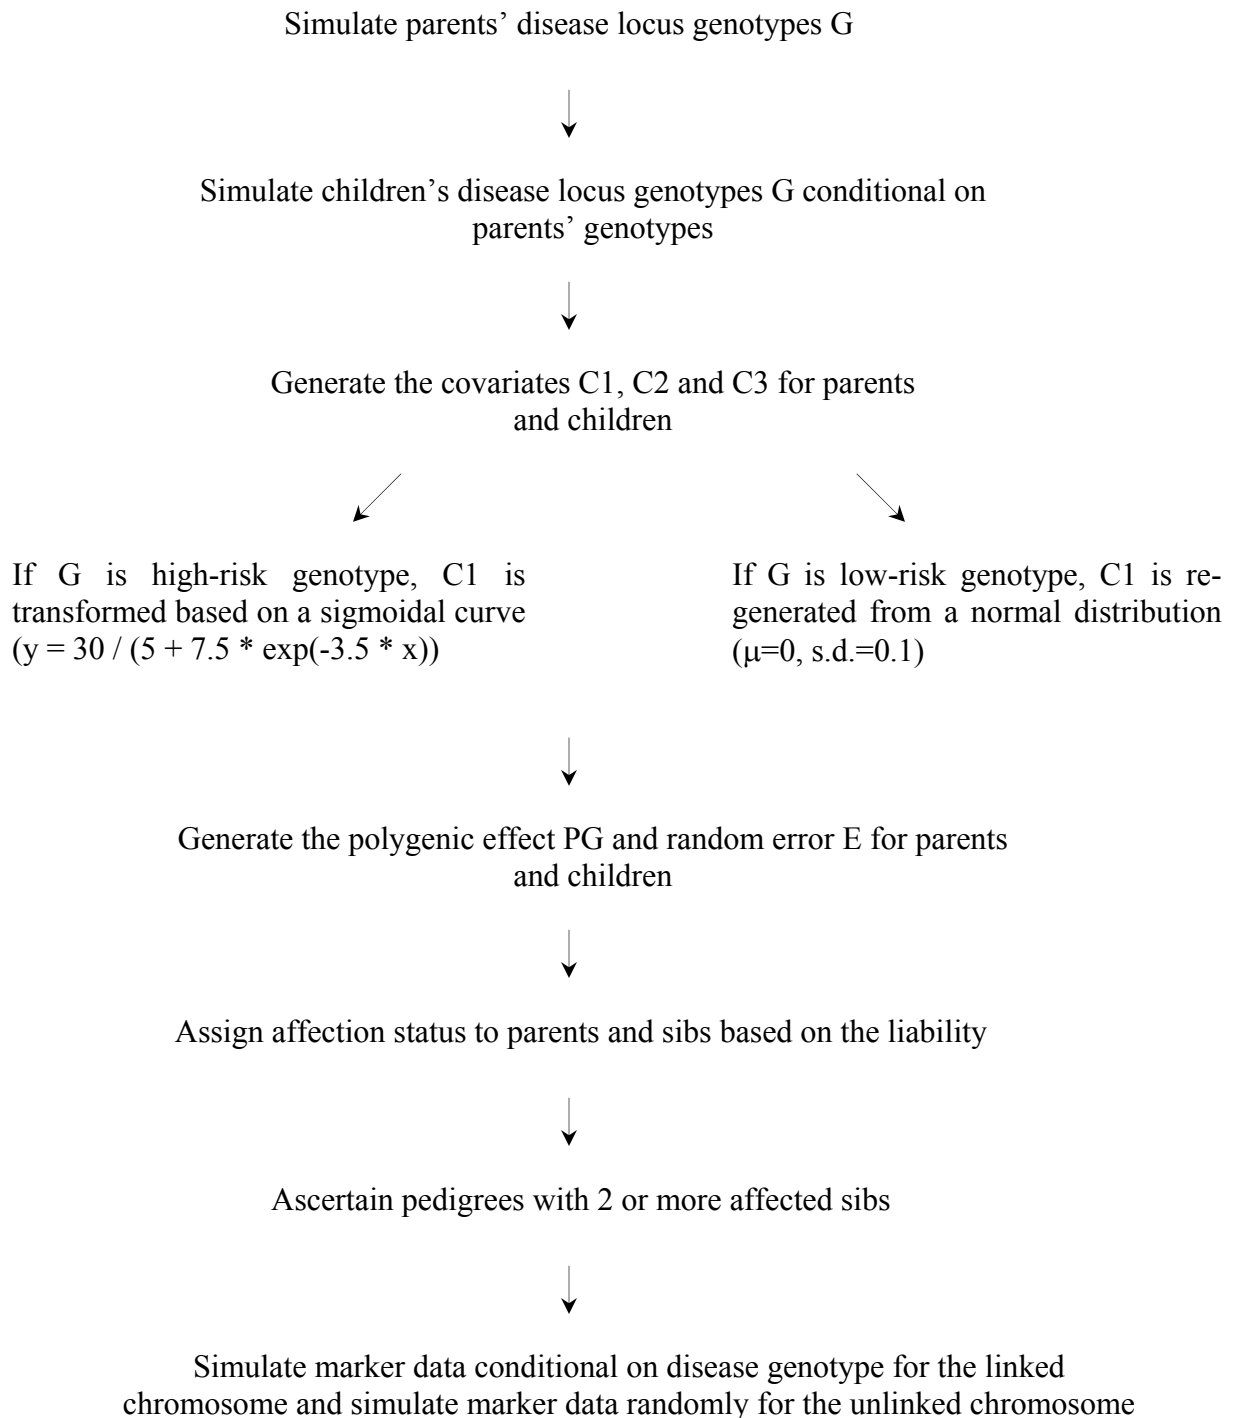 Simulate parents’ disease locus genotypes G
Simulate children’s disease locus genotypes G conditional on
parents’ genotypes
Generate the covariates C1, C2 and C3 for parents
and children
If G is high-risk genotype, C1 is
transformed based on a sigmoidal curve
(y = 30 / (5 + 7.5 * exp(-3.5 * x))
If G is low-risk genotype, C1 is re-
generated from a normal distribution
(μ=0, s.d.=0.1)
Generate the polygenic effect PG and random error E for parents
and children
Assign affection status to parents and sibs based on the liability
Ascertain pedigrees with 2 or more affected sibs
Simulate marker data conditional on disease genotype for the linked
chromosome and simulate marker data randomly for the unlinked chromosome